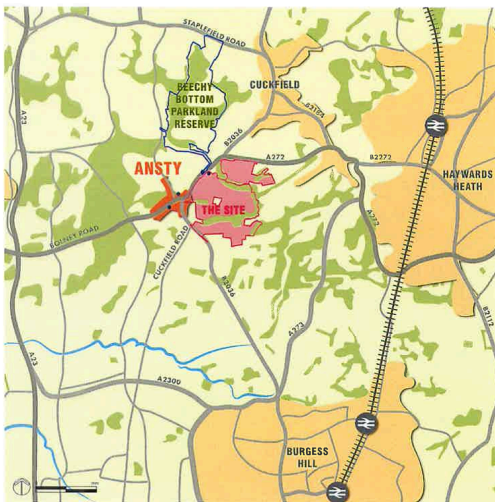 STAPLEFIELD ROAD
CUCKFIELD
BEECHY
BOTTOM
PARKLAND
RESERVE
A23
B2036
B2184
A272
B2272
HAYWARDS
HEATH
ANSTY
THE SITE
A272
BOLNEY ROAD
CUCKFIELD ROAD
B2036
A273
B2112
A23
A2300
BURGESS
HILL